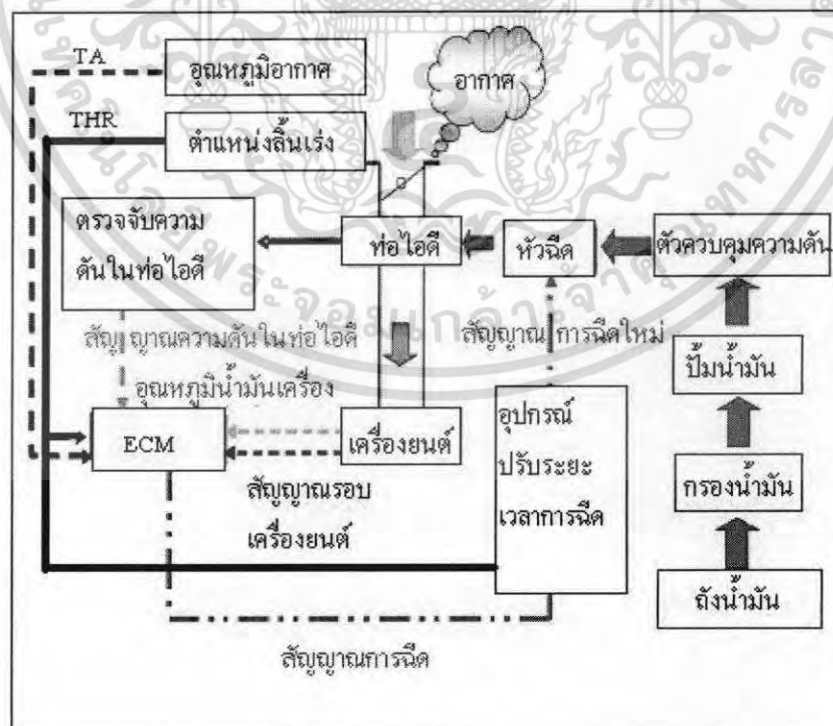 TA
อุณหภูมิอากาศ
อากาศ
THR
ตำแหน่งลิ้นเร่ง
ตรวจจับความ
ดันในท่อไอดี
ท่อไอดี
หัวฉีด
ตัวควบคุมความดัน
สัญญาณความดันในท่อไอดี
สัญญาณ การฉีดใหม่
ปั้มน้ำมัน
อุณหภูมิน้ำมันเครื่อง
ECM
เครื่องยนต์
อุปกรณ์
ปรับระยะ
เวลาการฉีด
สัญญาณรอบ
เครื่องยนต์
กรองน้ำมัน
ถังน้ำมัน
สัญญาณการฉีด